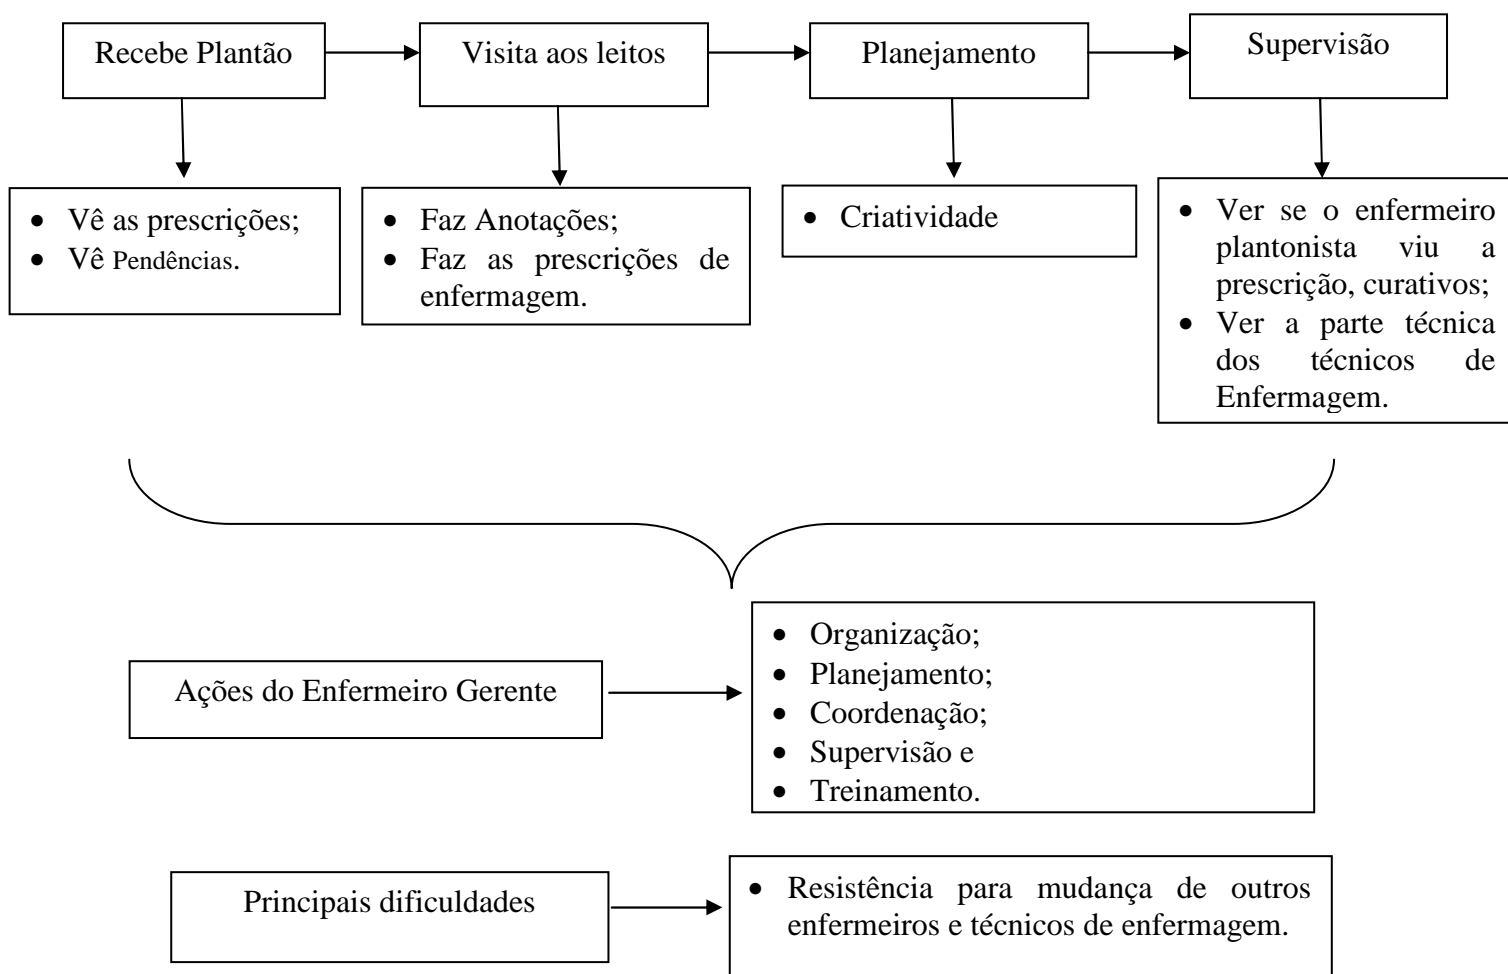 Recebe Plantão
Visita aos leitos
Planejamento
Supervisão
• Vê as prescrições;
• Vê Pendências.
• Faz Anotações;
• Faz as prescrições de
enfermagem.
• Criatividade
• Ver se o enfermeiro
plantonista viu a
prescrição, curativos;
• Ver a parte técnica
dos técnicos de
Enfermagem.
Ações do Enfermeiro Gerente
• Organização;
• Planejamento;
• Coordenação;
• Supervisão e
• Treinamento.
Principais dificuldades
• Resistência para mudança de outros
enfermeiros e técnicos de enfermagem.